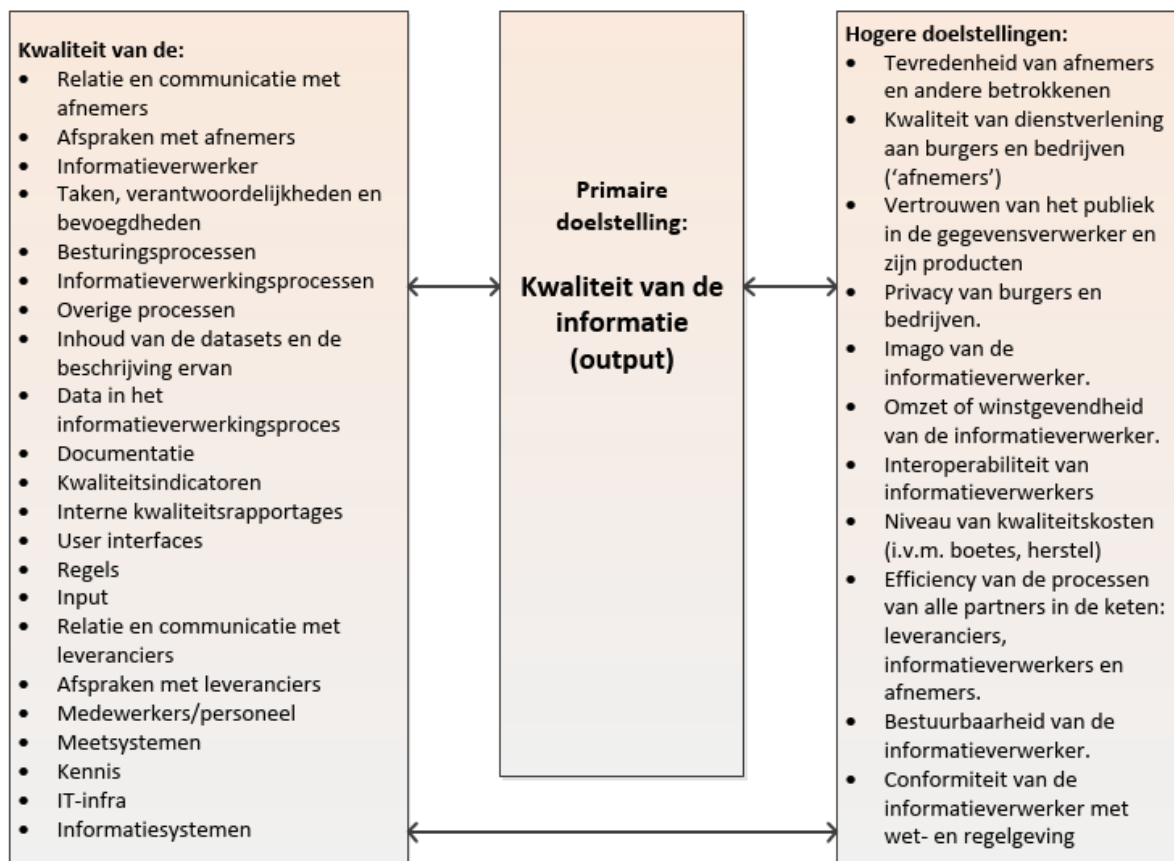 Kwaliteit van de:
• Relatie en communicatie met
afnemers
• Afspraken met afnemers
• Informatieverwerker
• Taken, verantwoordelijkheden en
bevoegdheden
• Besturingsprocessen
• Informatieverwerkingsprocessen
• Overige processen
• Inhoud van de datasets en de
beschrijving ervan
• Data in het
informatieverwerkingsproces
• Documentatie
• Kwaliteitsindicatoren
• Interne kwaliteitsrapportages
• User interfaces
• Regels
• Input
• Relatie en communicatie met
leveranciers
• Afspraken met leveranciers
• Medewerkers/personeel
• Meetsystemen
• Kennis
• IT-infra
• Informatiesystemen
Primaire
doelstelling:
Kwaliteit van de
informatie
(output)
Hogere doelstellingen:
• Tevredenheid van afnemers
en andere betrokkenen
• Kwaliteit van dienstverlening
aan burgers en bedrijven
(‘afnemers’)
• Vertrouwen van het publiek
in de gegevensverwerker en
zijn producten
• Privacy van burgers en
bedrijven.
• Imago van de
informatieverwerker.
• Omzet of winstgevendheid
van de informatieverwerker.
• Interoperabiliteit van
informatieverwerkers
• Niveau van kwaliteitskosten
(i.v.m. boetes, herstel)
• Efficiency van de processen
van alle partners in de keten:
leveranciers,
informatieverwerkers en
afnemers.
• Bestuurbaarheid van de
informatieverwerker.
• Conformiteit van de
informatieverwerker met
wet- en regelgeving